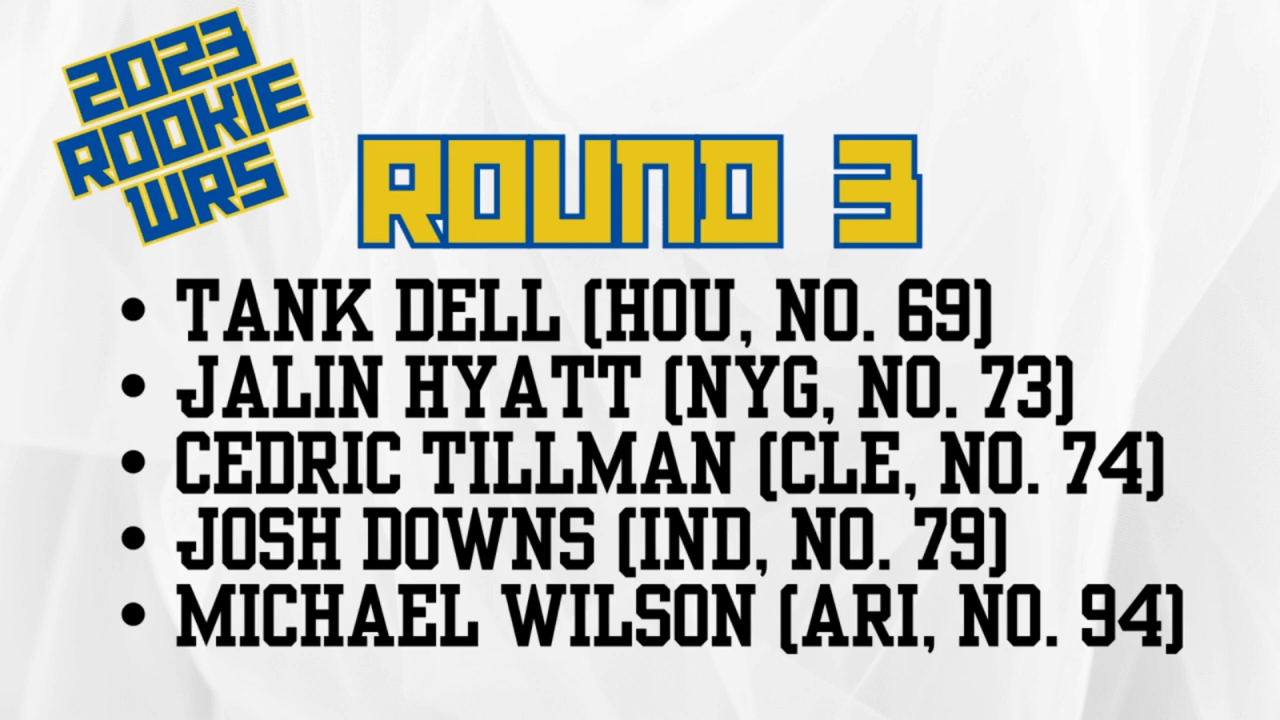 2023
ROOKIE
WRS
ROUND 3
• TANK DELL (HOU, NO. 69)
• JALIN HYATT (NYG, NO. 73)
• CEDRIC TILLMAN (CLE, NO. 74)
• JOSH DOWNS (IND, NO. 79)
• MICHAEL WILSON (ARI, NO. 94)